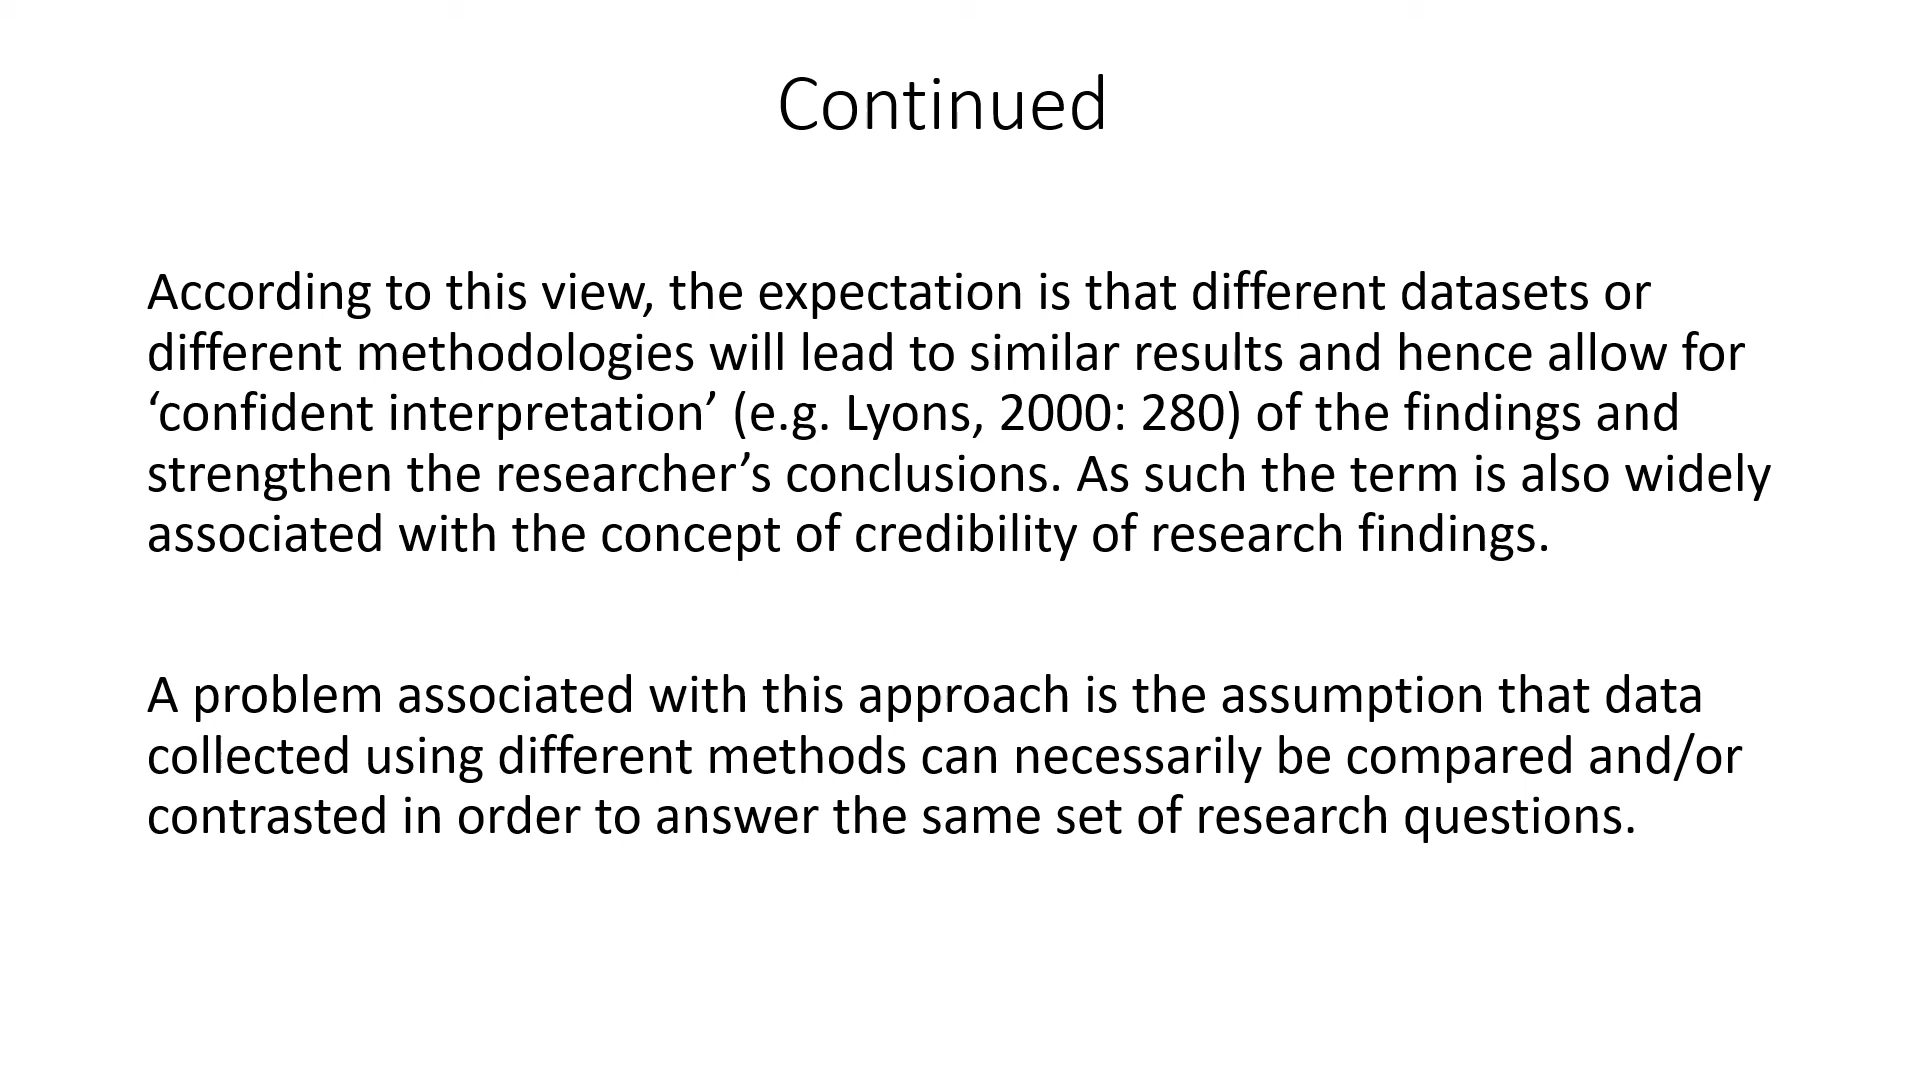 Continued
According to this view, the expectation is that different datasets or
different methodologies will lead to similar results and hence allow for
‘confident interpretation’ (e.g. Lyons, 2000: 280) of the findings and
strengthen the researcher’s conclusions. As such the term is also widely
associated with the concept of credibility of research findings.
A problem associated with this approach is the assumption that data
collected using different methods can necessarily be compared and/or
contrasted in order to answer the same set of research questions.